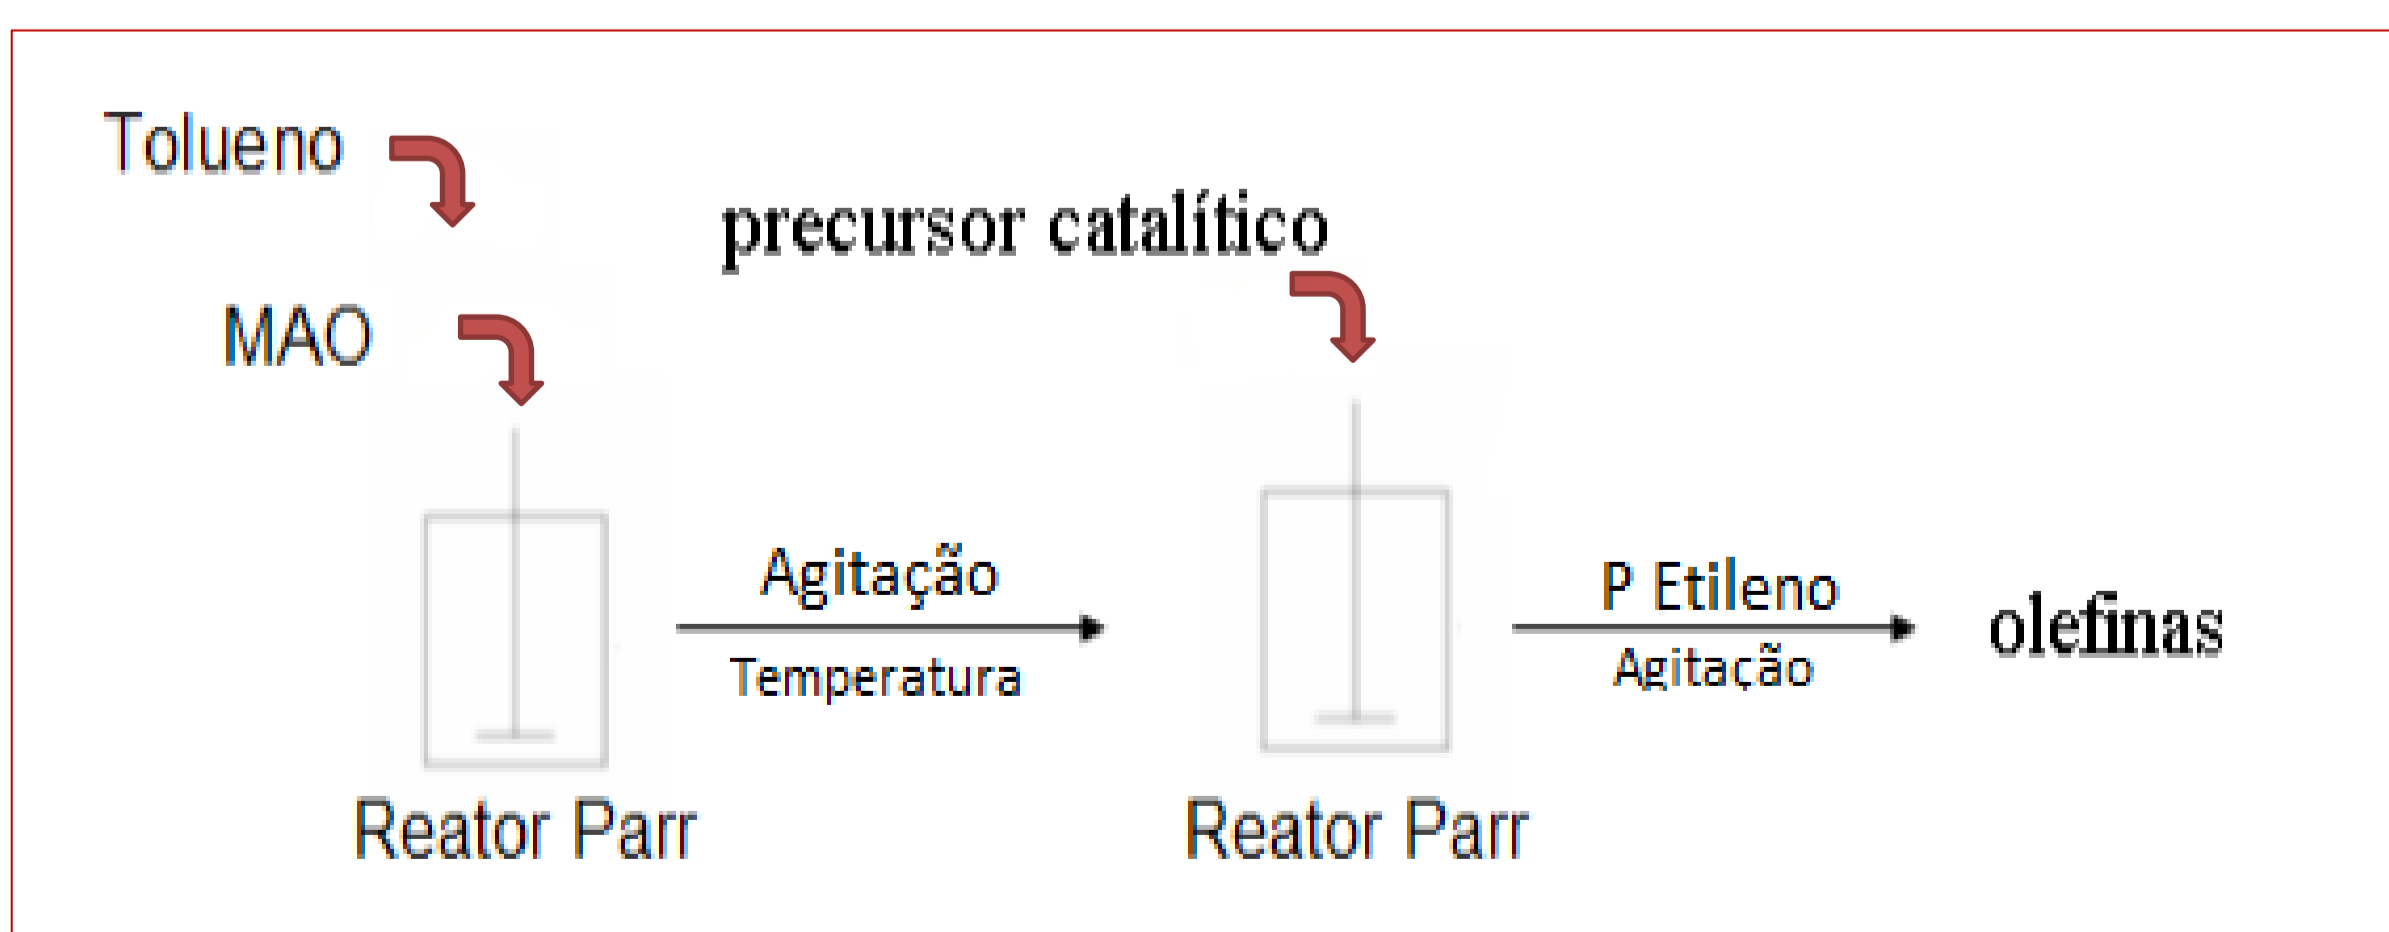 Tolueno
precursor catalítico
MAO
Agitação
Temperatura
P Etileno
Agitação
olefinas
Reator Parr
Reator Parr